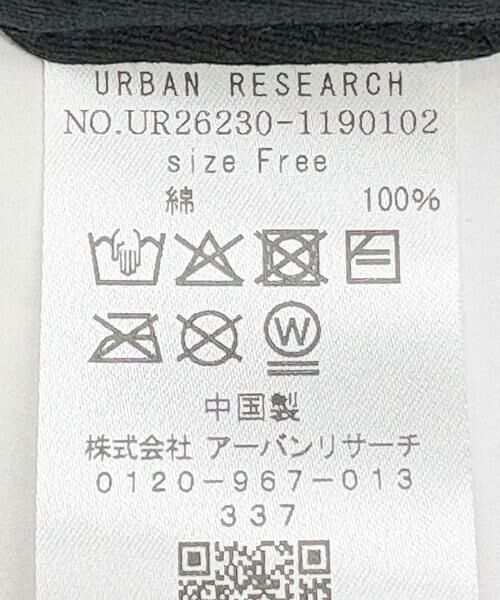 URBAN RESEARCH
NO.UR26230-1190102
size Free
綿 100%
W
中国製
株式会社 アーバンリサーチ
0120-967-013
337